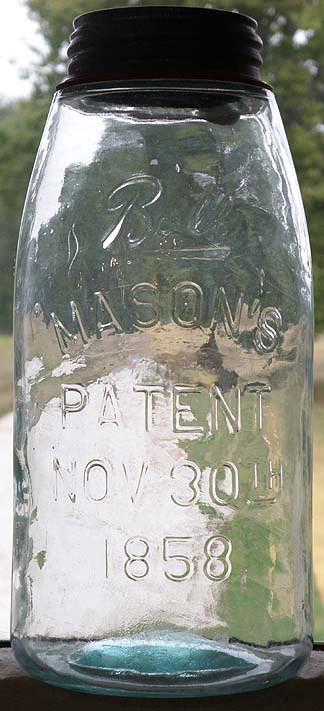 Ball
MASON'S
PATENT
NOV 30TH
1858